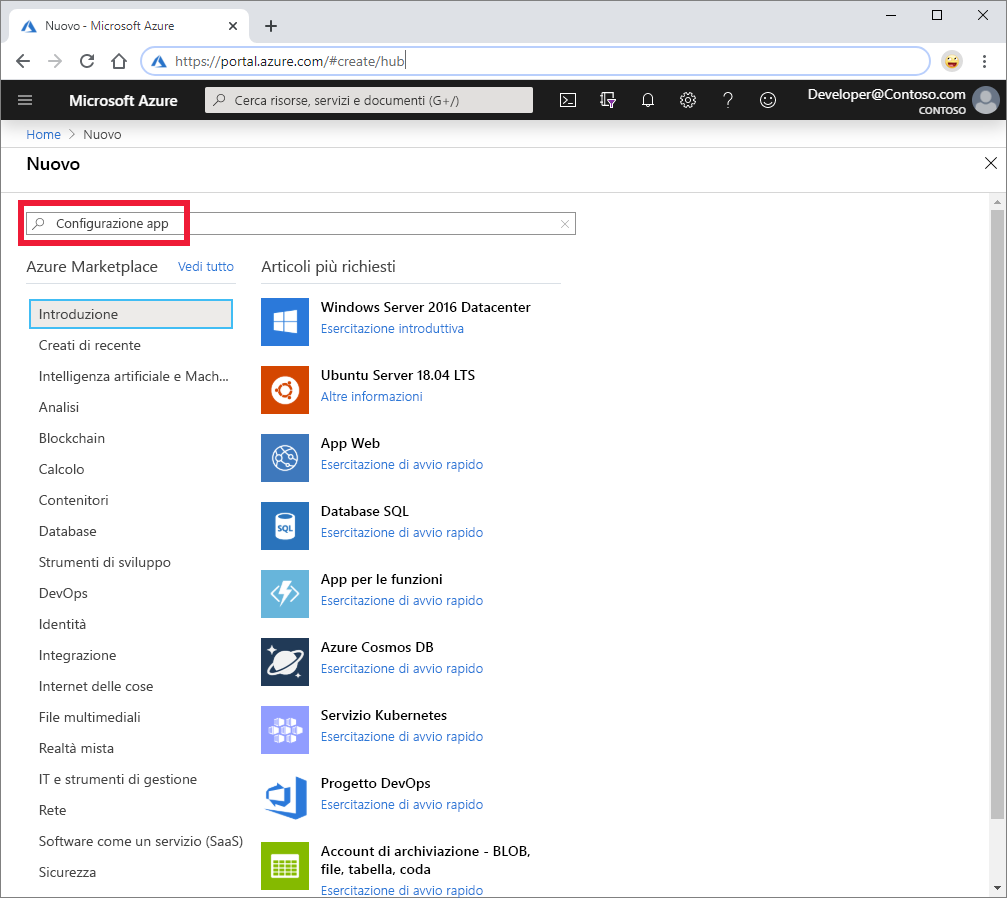 Nuovo - Microsoft Azure
https://portal.azure.com/#create/hub
Microsoft Azure
Cerca risorse, servizi e documenti (G+/)
Developer@Contoso.com
CONTOSO
Home > Nuovo
Nuovo
Configurazione app
Azure Marketplace
Vedi tutto
Introduzione
Creati di recente
Intelligenza artificiale e Mach...
Analisi
Blockchain
Calcolo
Contenitori
Database
Strumenti di sviluppo
DevOps
Identità
Integrazione
Internet delle cose
File multimediali
Realtà mista
IT e strumenti di gestione
Rete
Software come un servizio (SaaS)
Sicurezza
Articoli più richiesti
Windows Server 2016 Datacenter
Esercitazione introduttiva
Ubuntu Server 18.04 LTS
Altre informazioni
App Web
Esercitazione di avvio rapido
SQL
Database SQL
Esercitazione di avvio rapido
App per le funzioni
Esercitazione di avvio rapido
Azure Cosmos DB
Esercitazione di avvio rapido
Servizio Kubernetes
Esercitazione di avvio rapido
Progetto DevOps
Esercitazione di avvio rapido
Account di archiviazione - BLOB,
file, tabella, coda
Esercitazione di avvio rapido